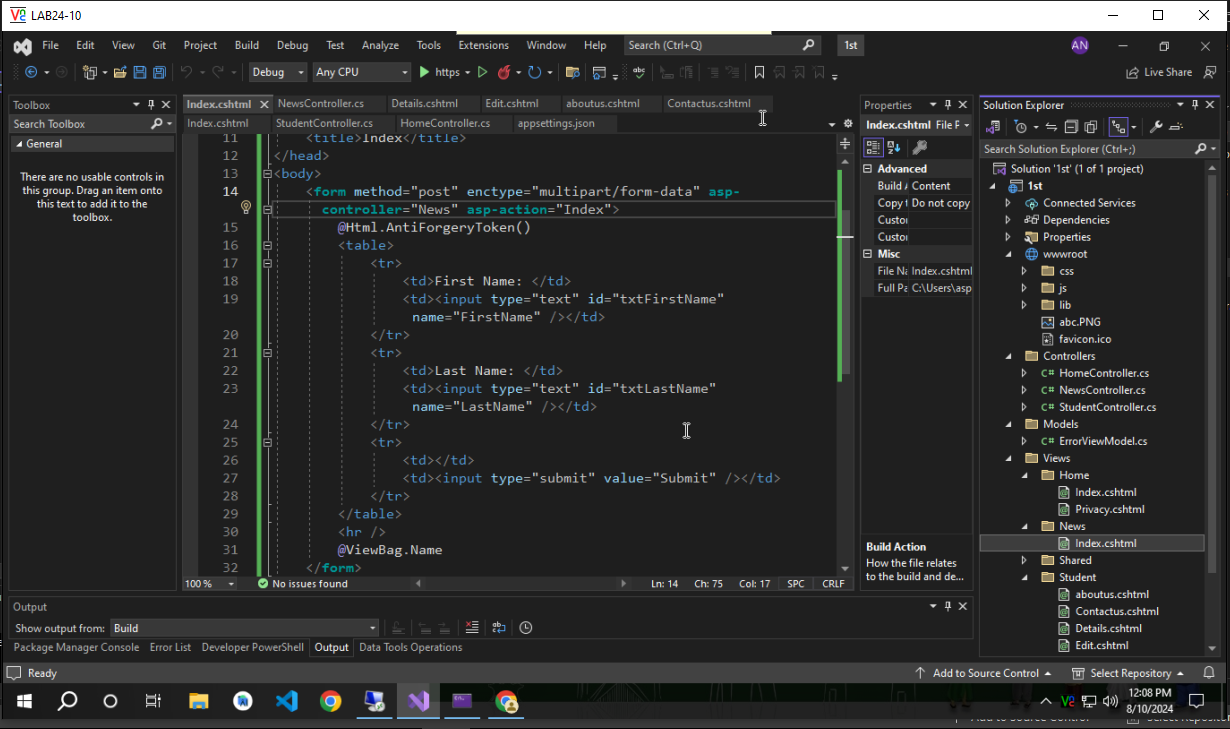 LAB24-10
File Edit View Git Project Build Debug Test Analyze Tools Extensions Window Help Search (Ctrl+Q) 1st AN
Debug Any CPU https Live Share
Toolbox
Search Toolbox
General
There are no usable controls in
this group. Drag an item onto
this text to add it to the
toolbox.
Index.cshtml NewsController.cs Details.cshtml Edit.cshtml aboutus.cshtml Contactus.cshtml
Index.cshtml StudentController.cs HomeController.cs appsettings.json
11 <title>Index</title>
12 </head>
13 <body>
14 <form method="post" enctype="multipart/form-data" asp-
controller="News" asp-action="Index">
15 @Html.AntiForgeryToken()
16 <table>
17 <tr>
18 <td>First Name: </td>
19 <td><input type="text" id="txtFirstName"
name="FirstName" /></td>
20 </tr>
21 <tr>
22 <td>Last Name: </td>
23 <td><input type="text" id="txtLastName"
name="LastName" /></td>
24 </tr>
25 <tr>
26 <td></td>
27 <td><input type="submit" value="Submit" /></td>
28 </tr>
29 </table>
30 <hr />
31 @ViewBag.Name
32 </form>
100 % No issues found Ln: 14 Ch: 75 Col: 17 SPC CRLF
Properties
Index.cshtml File P
Advanced
Build A Content
Copy t Do not copy
Custo
Custo
Misc
File Na Index.cshtml
Full Pa C:\Users\asp
Build Action
How the file relates
to the build and de...
Solution Explorer
Search Solution Explorer (Ctrl+;)
Solution '1st' (1 of 1 project)
1st
Connected Services
Dependencies
Properties
wwwroot
css
js
lib
abc.PNG
favicon.ico
Controllers
C# HomeController.cs
C# NewsController.cs
C# StudentController.cs
Models
C# ErrorViewModel.cs
Views
Home
Index.cshtml
Privacy.cshtml
News
Index.cshtml
Shared
Student
aboutus.cshtml
Contactus.cshtml
Details.cshtml
Edit.cshtml
Output
Show output from: Build
Package Manager Console Error List Developer PowerShell Output Data Tools Operations
Ready Add to Source Control Select Repository
12:08 PM
8/10/2024